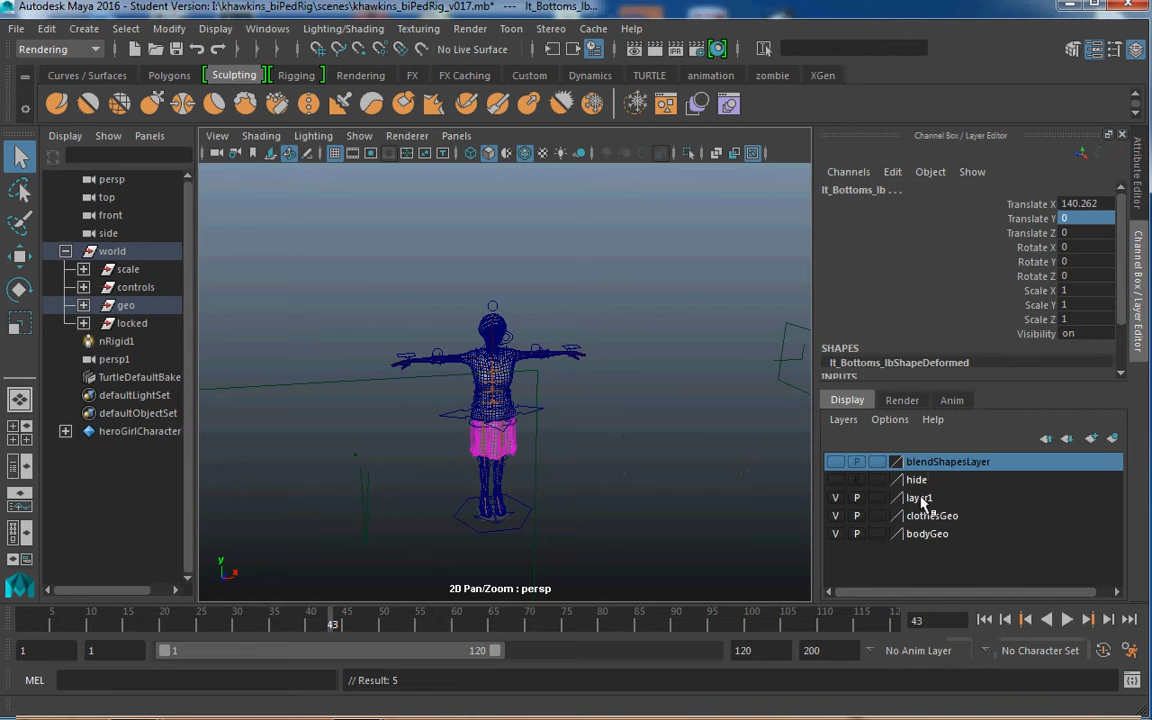 Autodesk Maya 2016 - Student Version: \khawkins_biPedRig\scenes\khawkins_biPedRig_v017.mb* --- lt_Bottoms_lb...
File Edit Create Select Modify Display Windows Lighting/Shading Texturing Render Toon Stereo Cache Help
Rendering No Live Surface
Curves / Surfaces Polygons Sculpting Rigging Rendering FX FX Caching Custom Dynamics TURTLE animation zombie XGen
Display Show Panels
View Shading Lighting Show Renderer Panels
Channel Box / Layer Editor
persp
top
front
side
world
scale
controls
geo
locked
nRigid1
persp1
TurtleDefaultBake
defaultLightSet
defaultObjectSet
heroGirlCharacter
y
x
2D Pan/Zoom : persp
Channels Edit Object Show
lt_Bottoms_lb . . .
Translate X 140.262
Translate Y 0
Translate Z 0
Rotate X 0
Rotate Y 0
Rotate Z 0
Scale X 1
Scale Y 1
Scale Z 1
Visibility on
SHAPES
lt_Bottoms_lbShapeDeformed
INPUTS
Display Render Anim
Layers Options Help
P blendShapesLayer
P hide
V P layer1
V P clothesGeo
V P bodyGeo
Attribute Editor
Channel Box / Layer Editor
5 10 15 20 25 30 35 40 43 45 50 55 60 65 70 75 80 85 90 95 100 105 110 115 120
43
1 1 1 120 120 200 No Anim Layer No Character Set
MEL // Result: 5